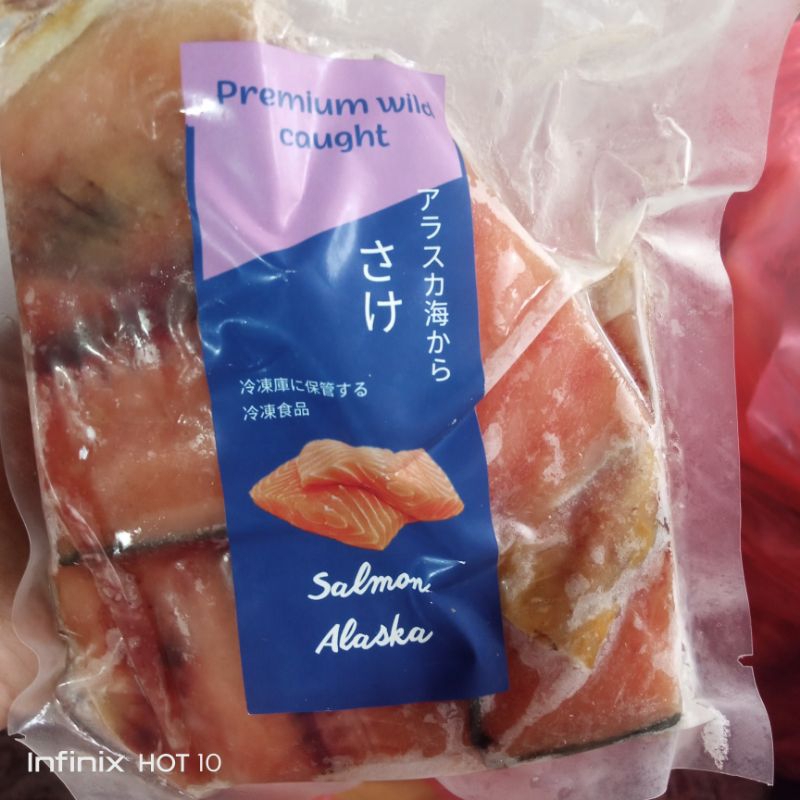 Premium wild
caught
アラスカ海から
さけ
冷凍庫に保管する
冷凍食品
Salmon
Alaska
Infinix HOT 10